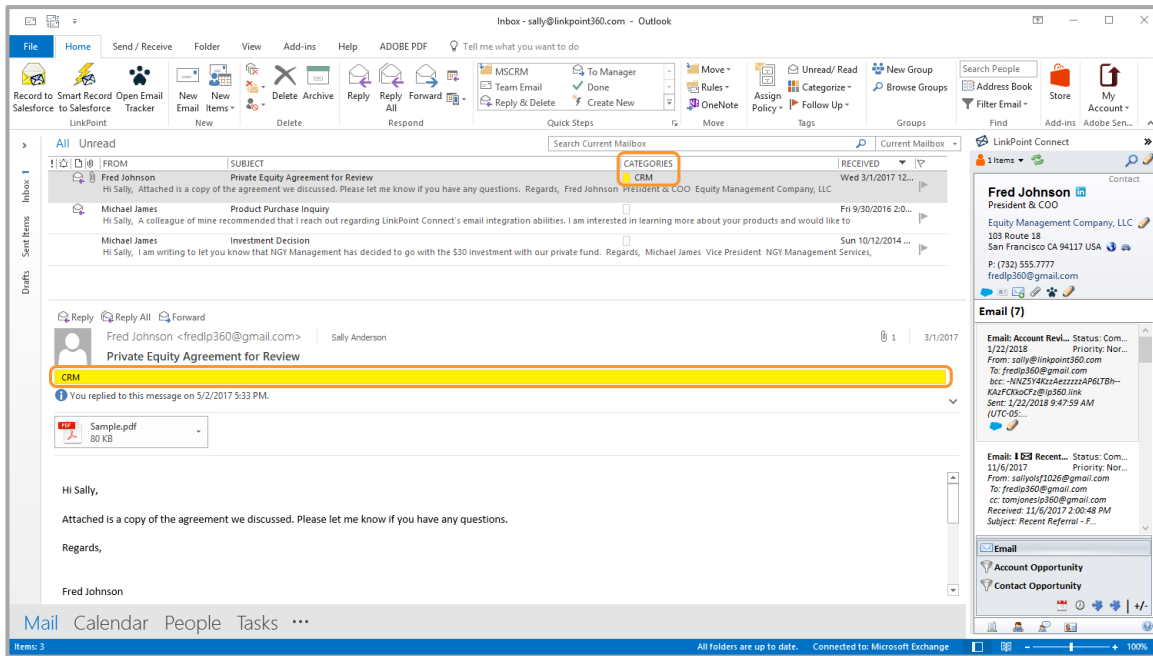 Inbox - sally@linkpoint360.com - Outlook
File Home Send / Receive Folder View Add-ins Help ADOBE PDF Tell me what you want to do
Record to Salesforce
Smart Record to Salesforce
Open Email Tracker
LinkPoint
New Email
New Items
New
Delete
Archive
Delete
Reply
Reply All
Forward
Respond
MSCRM
Team Email
Reply & Delete
To Manager
Done
Create New
Quick Steps
Move
Rules
OneNote
Move
Assign Policy
Unread/ Read
Categorize
Follow Up
Tags
New Group
Browse Groups
Groups
Search People
Address Book
Filter Email
Find
Store
Add-ins
My Account
Adobe Sen...
All Unread
Search Current Mailbox
Current Mailbox
! FROM SUBJECT CATEGORIES RECEIVED
Fred Johnson Private Equity Agreement for Review CRM Wed 3/1/2017 12...
Hi Sally, Attached is a copy of the agreement we discussed. Please let me know if you have any questions. Regards, Fred Johnson President & COO Equity Management Company, LLC
Michael James Product Purchase Inquiry Fri 9/30/2016 2:0...
Hi Sally, A colleague of mine recommended that I reach out regarding LinkPoint Connect's email integration abilities. I am interested in learning more about your products and would like to
Michael James Investment Decision Sun 10/12/2014 ...
Hi Sally, I am writing to let you know that NGY Management has decided to go with the $30 investment with our private fund. Regards, Michael James Vice President NGY Management Services,
Inbox 1
Sent Items
Drafts
Reply Reply All Forward
Fred Johnson <fredlp360@gmail.com> Sally Anderson
1 3/1/2017
Private Equity Agreement for Review
CRM
You replied to this message on 5/2/2017 5:33 PM.
PDF
Sample.pdf
80 KB
Hi Sally,
Attached is a copy of the agreement we discussed. Please let me know if you have any questions.
Regards,
Fred Johnson
LinkPoint Connect
1 Items
Contact
Fred Johnson in
President & COO
Equity Management Company, LLC
103 Route 18
San Francisco CA 94117 USA
P: (732) 555.7777
fredlp360@gmail.com
Email (7)
Email: Account Revi... Status: Com...
1/22/2018 Priority: Nor...
From: sally@linkpoint360.com
To: fredlp360@gmail.com
bcc: -NNZ5Y4KzzAezzzzzAP6LTBh--
KAzFCKkoCFz@lp360.link
Sent: 1/22/2018 9:47:59 AM
(UTC-05:...
Email: Recent... Status: Com...
11/6/2017 Priority: Nor...
From: sallyolsf1026@gmail.com
To: fredlp360@gmail.com
cc: tomjoneslp360@gmail.com
Received: 11/6/2017 2:00:48 PM
Subject: Recent Referral - F...
Email
Account Opportunity
Contact Opportunity
+/-
Mail Calendar People Tasks •••
Items: 3
All folders are up to date. Connected to: Microsoft Exchange
- + 100%